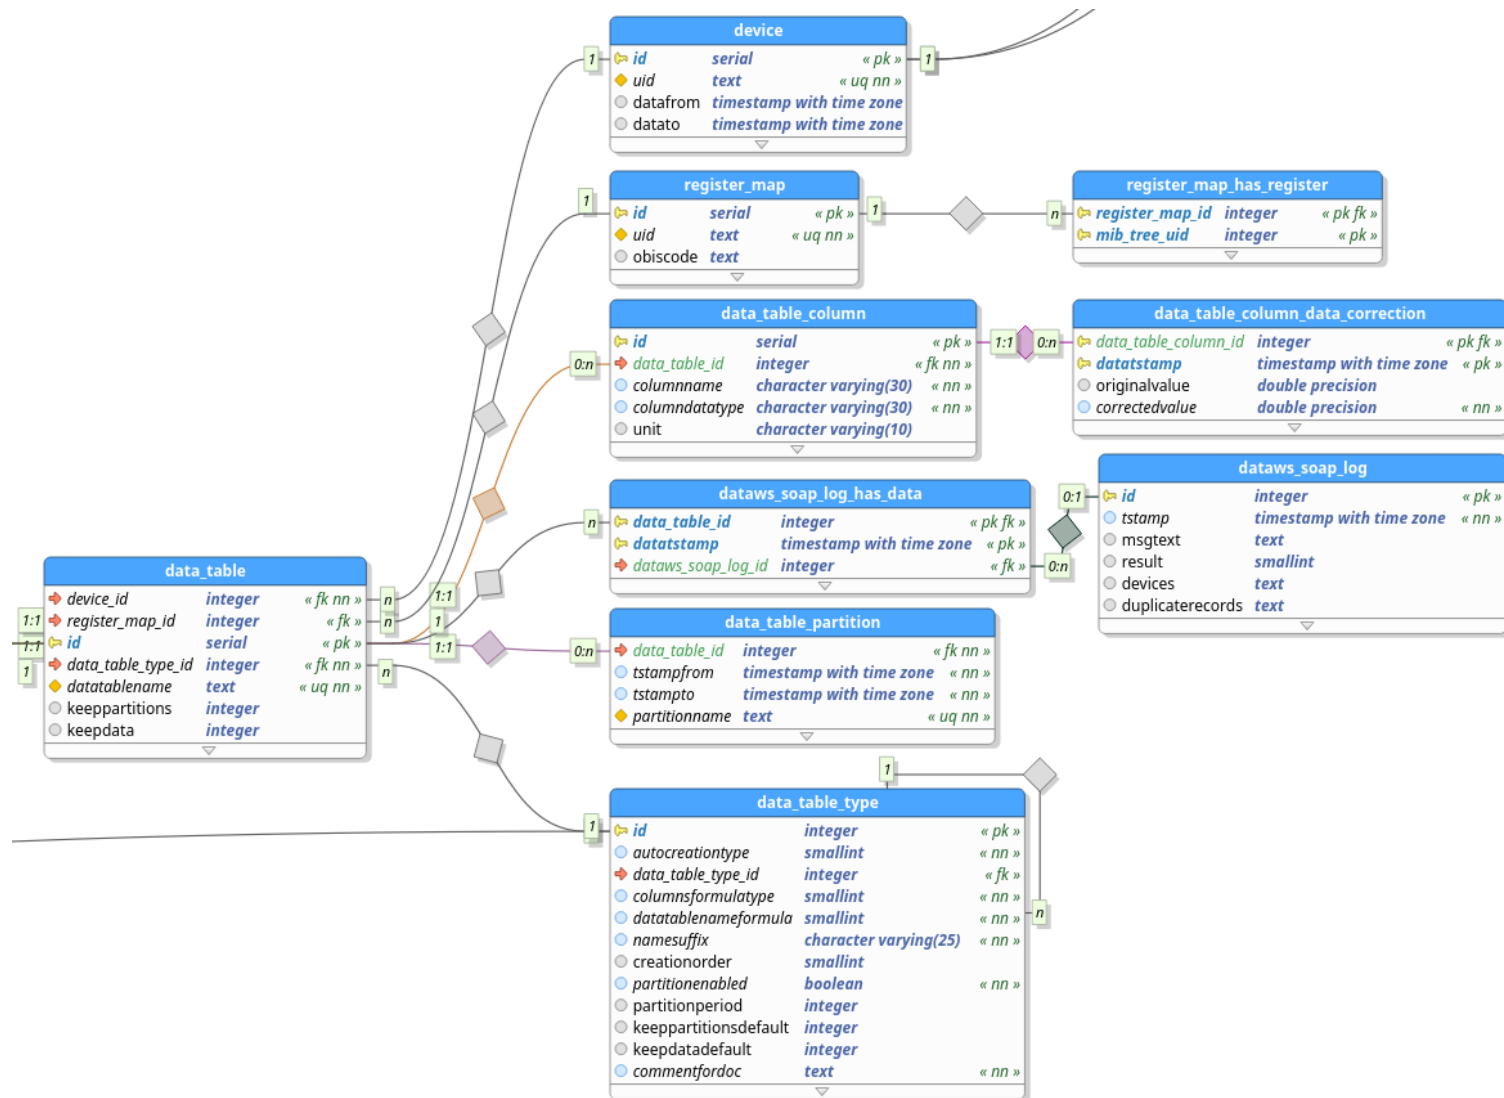 device
1 id serial « pk » 1
uid text « uq nn »
datafrom timestamp with time zone
datato timestamp with time zone
register_map
1 id serial « pk » 1
uid text « uq nn »
obiscode text
register_map_has_register
n register_map_id integer « pk fk »
mib_tree_uid integer « pk »
data_table_column
id serial « pk » 1:1
0:n data_table_id integer « fk nn »
columnname character varying(30) « nn »
columndatatype character varying(30) « nn »
unit character varying(10)
data_table_column_data_correction
0:n data_table_column_id integer « pk fk »
datatstamp timestamp with time zone « pk »
originalvalue double precision
correctedvalue double precision « nn »
dataws_soap_log_has_data
n data_table_id integer « pk fk »
datatstamp timestamp with time zone « pk »
dataws_soap_log_id integer « fk » 0:n
dataws_soap_log
0:1 id integer « pk »
tstamp timestamp with time zone « nn »
msgtext text
result smallint
devices text
duplicaterecords text
data_table
device_id integer « fk nn » n 1:1
1:1 register_map_id integer « fk » n 1
1:1 id serial « pk » 1:1
1 data_table_type_id integer « fk nn » n
datatablename text « uq nn »
keeppartitions integer
keepdata integer
data_table_partition
0:n data_table_id integer « fk nn »
tstampfrom timestamp with time zone « nn »
tstampto timestamp with time zone « nn »
partitionname text « uq nn »
1
data_table_type
1 id integer « pk »
autocreationtype smallint « nn »
data_table_type_id integer « fk »
columnsformulatype smallint « nn »
datatablenameformula smallint « nn » n
namesuffix character varying(25) « nn »
creationorder smallint
partitionenabled boolean « nn »
partitionperiod integer
keeppartitionsdefault integer
keepdatadefault integer
commentfordoc text « nn »